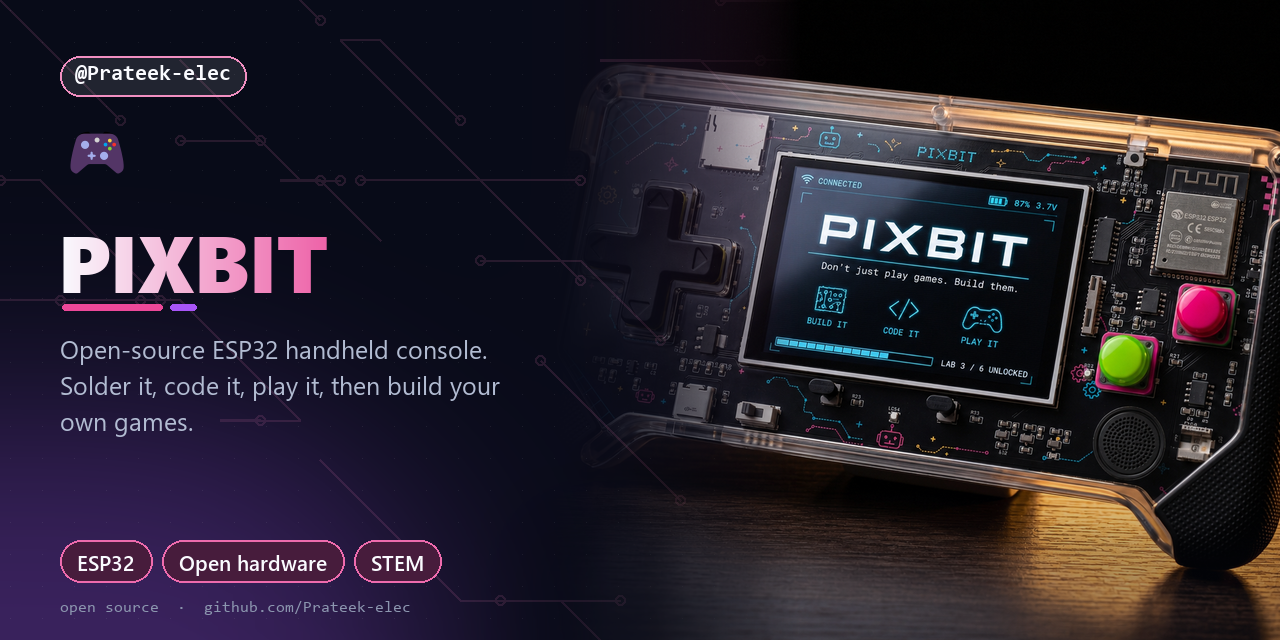 @Prateek-elec
PIXBIT
Open-source ESP32 handheld console.
Solder it, code it, play it, then build your
own games.
ESP32
Open hardware
STEM
open source · github.com/Prateek-elec
PIXBIT
CONNECTED
87% 3.7V
PIXBIT
Don't just play games. Build them.
BUILD IT
CODE IT
PLAY IT
LAB 3 / 6 UNLOCKED